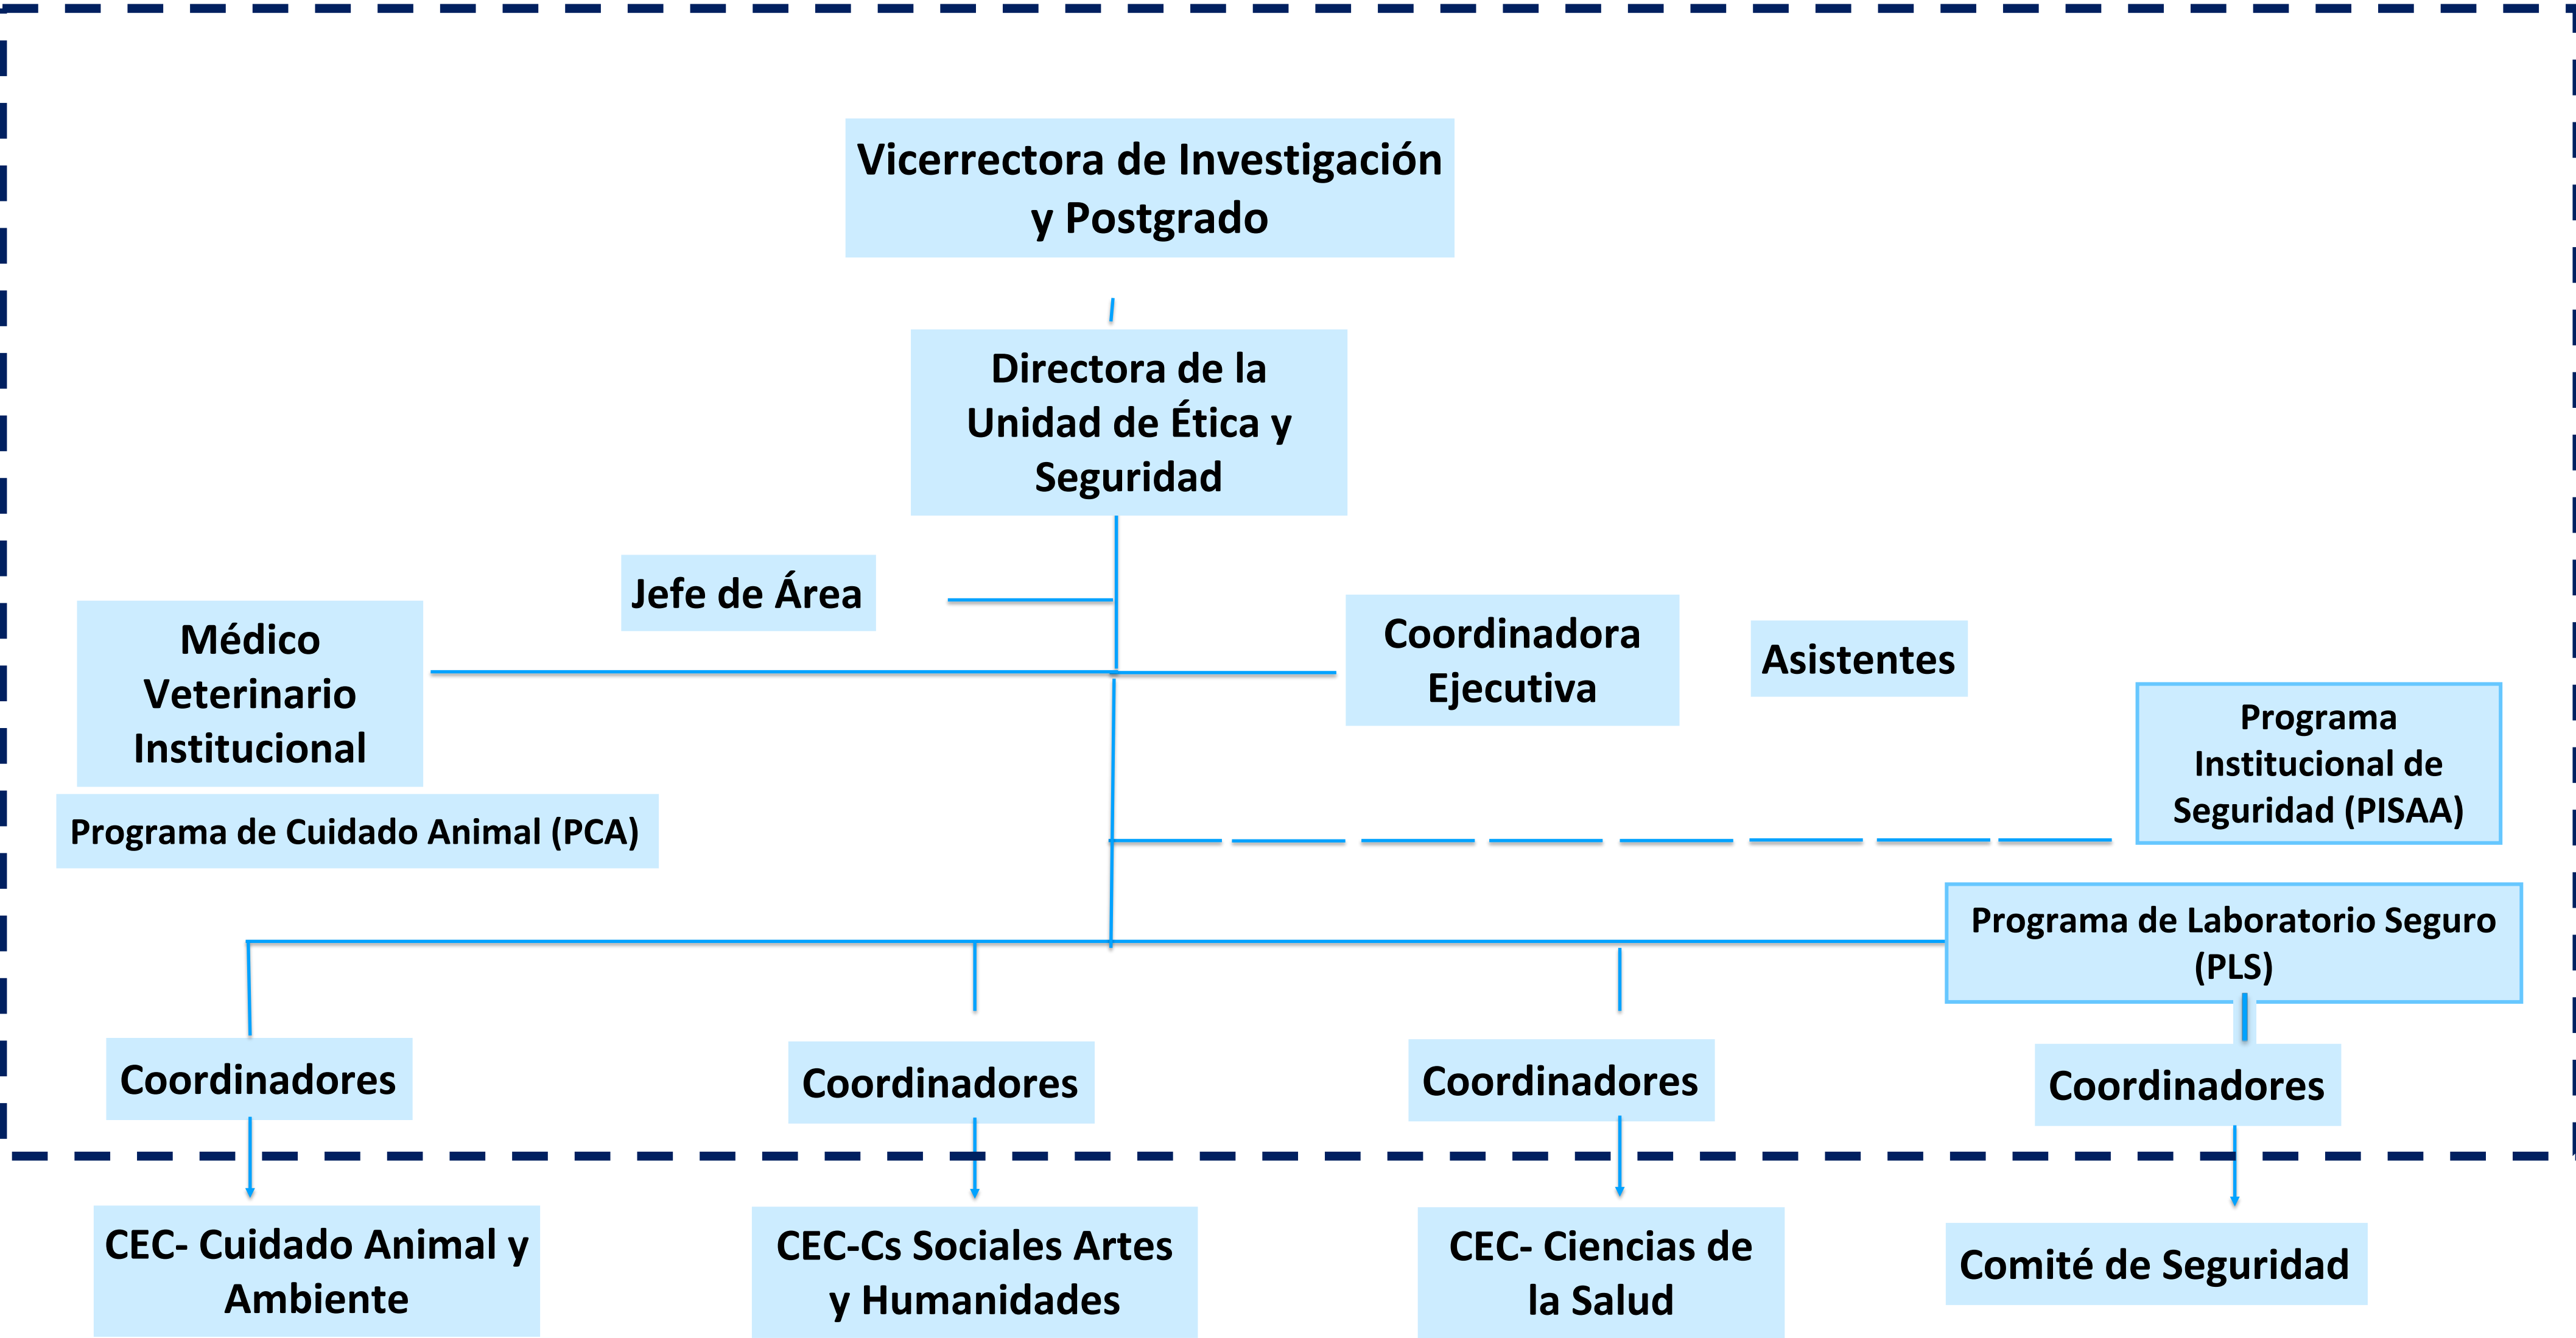 Vicerrectora de Investigación
y Postgrado
Directora de la
Unidad de Ética y
Seguridad
Jefe de Área
Médico
Veterinario
Institucional
Coordinadora
Ejecutiva
Asistentes
Programa
Institucional de
Seguridad (PISAA)
Programa de Cuidado Animal (PCA)
Programa de Laboratorio Seguro
(PLS)
Coordinadores
Coordinadores
Coordinadores
Coordinadores
CEC- Cuidado Animal y
Ambiente
CEC-Cs Sociales Artes
y Humanidades
CEC- Ciencias de
la Salud
Comité de Seguridad